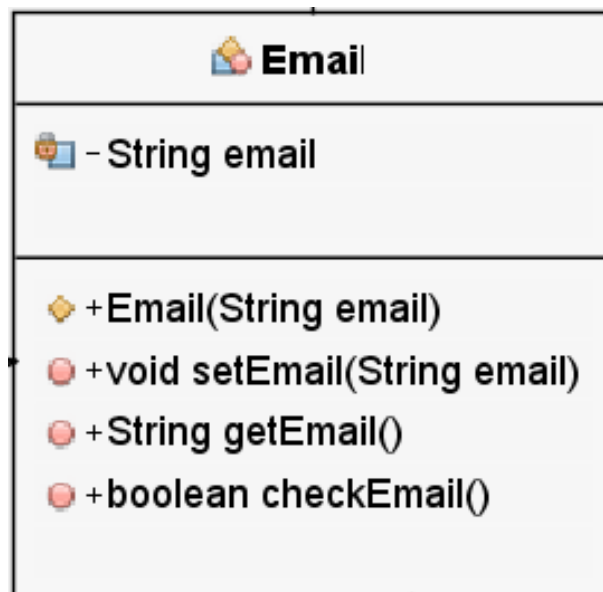 Email
- String email
+Email(String email)
+void setEmail(String email)
+String getEmail()
+boolean checkEmail()